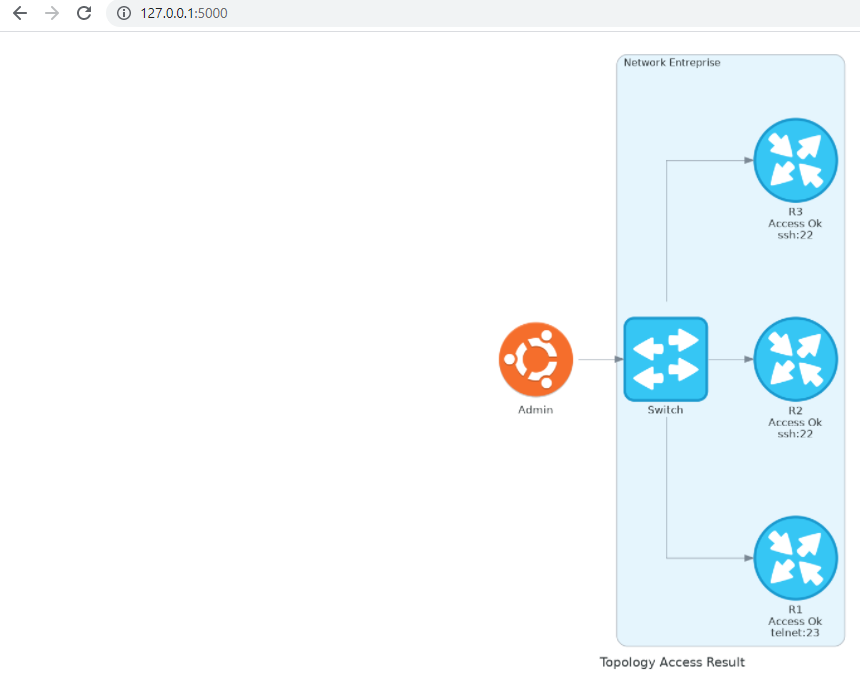 127.0.0.1:5000
Network Entreprise
R3
Access Ok
ssh:22
Admin
Switch
R2
Access Ok
ssh:22
R1
Access Ok
telnet:23
Topology Access Result